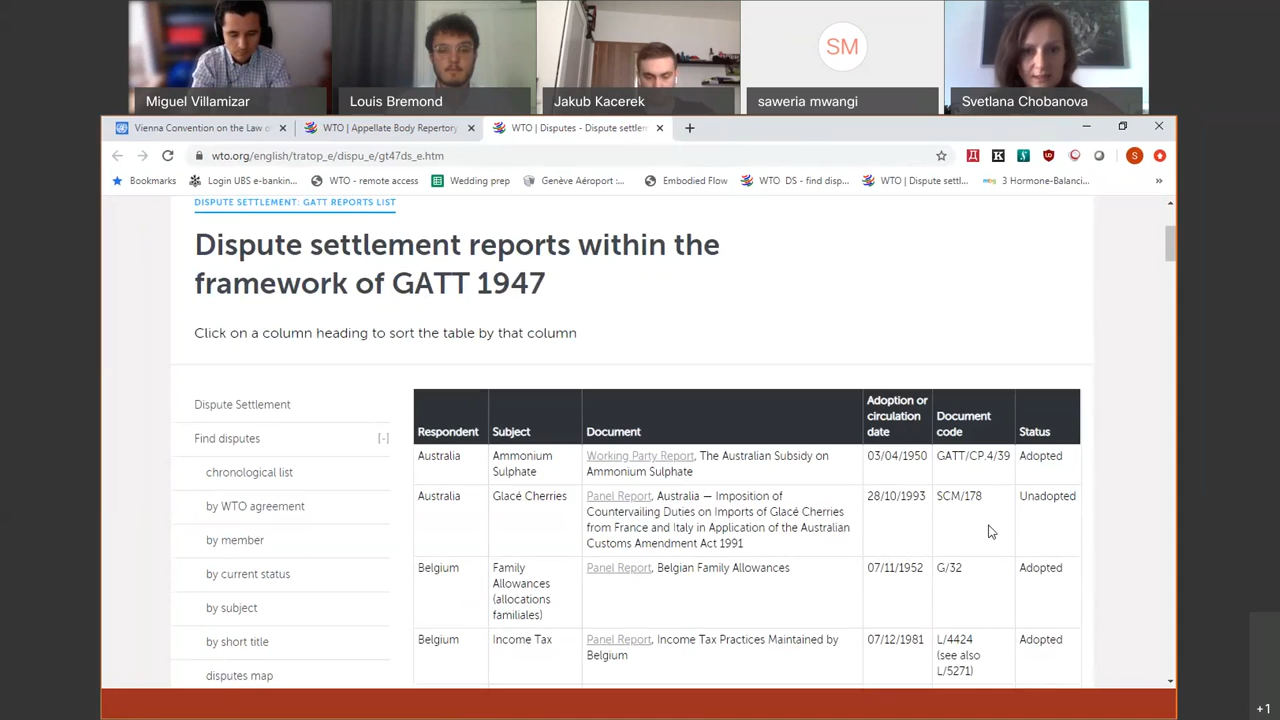 SM
Miguel Villamizar
Louis Bremond
Jakub Kacerek
saweria mwangi
Svetlana Chobanova
Vienna Convention on the Law o
WTO | Appellate Body Repertory
WTO | Disputes - Dispute settlem
wto.org/english/tratop_e/dispu_e/gt47ds_e.htm
S
Bookmarks
Login UBS e-bankin...
WTO - remote access
Wedding prep
Genève Aéroport :...
Embodied Flow
WTO DS - find disp...
WTO | Dispute settl...
3 Hormone-Balanci...
DISPUTE SETTLEMENT: GATT REPORTS LIST
Dispute settlement reports within the
framework of GATT 1947
Click on a column heading to sort the table by that column
Dispute Settlement
Find disputes [-]
chronological list
by WTO agreement
by member
by current status
by subject
by short title
disputes map
Respondent
Subject
Document
Adoption or
circulation
date
Document
code
Status
Australia
Ammonium
Sulphate
Working Party Report, The Australian Subsidy on
Ammonium Sulphate
03/04/1950
GATT/CP.4/39
Adopted
Australia
Glacé Cherries
Panel Report, Australia — Imposition of
Countervailing Duties on Imports of Glacé Cherries
from France and Italy in Application of the Australian
Customs Amendment Act 1991
28/10/1993
SCM/178
Unadopted
Belgium
Family
Allowances
(allocations
familiales)
Panel Report, Belgian Family Allowances
07/11/1952
G/32
Adopted
Belgium
Income Tax
Panel Report, Income Tax Practices Maintained by
Belgium
07/12/1981
L/4424
(see also
L/5271)
Adopted
+1